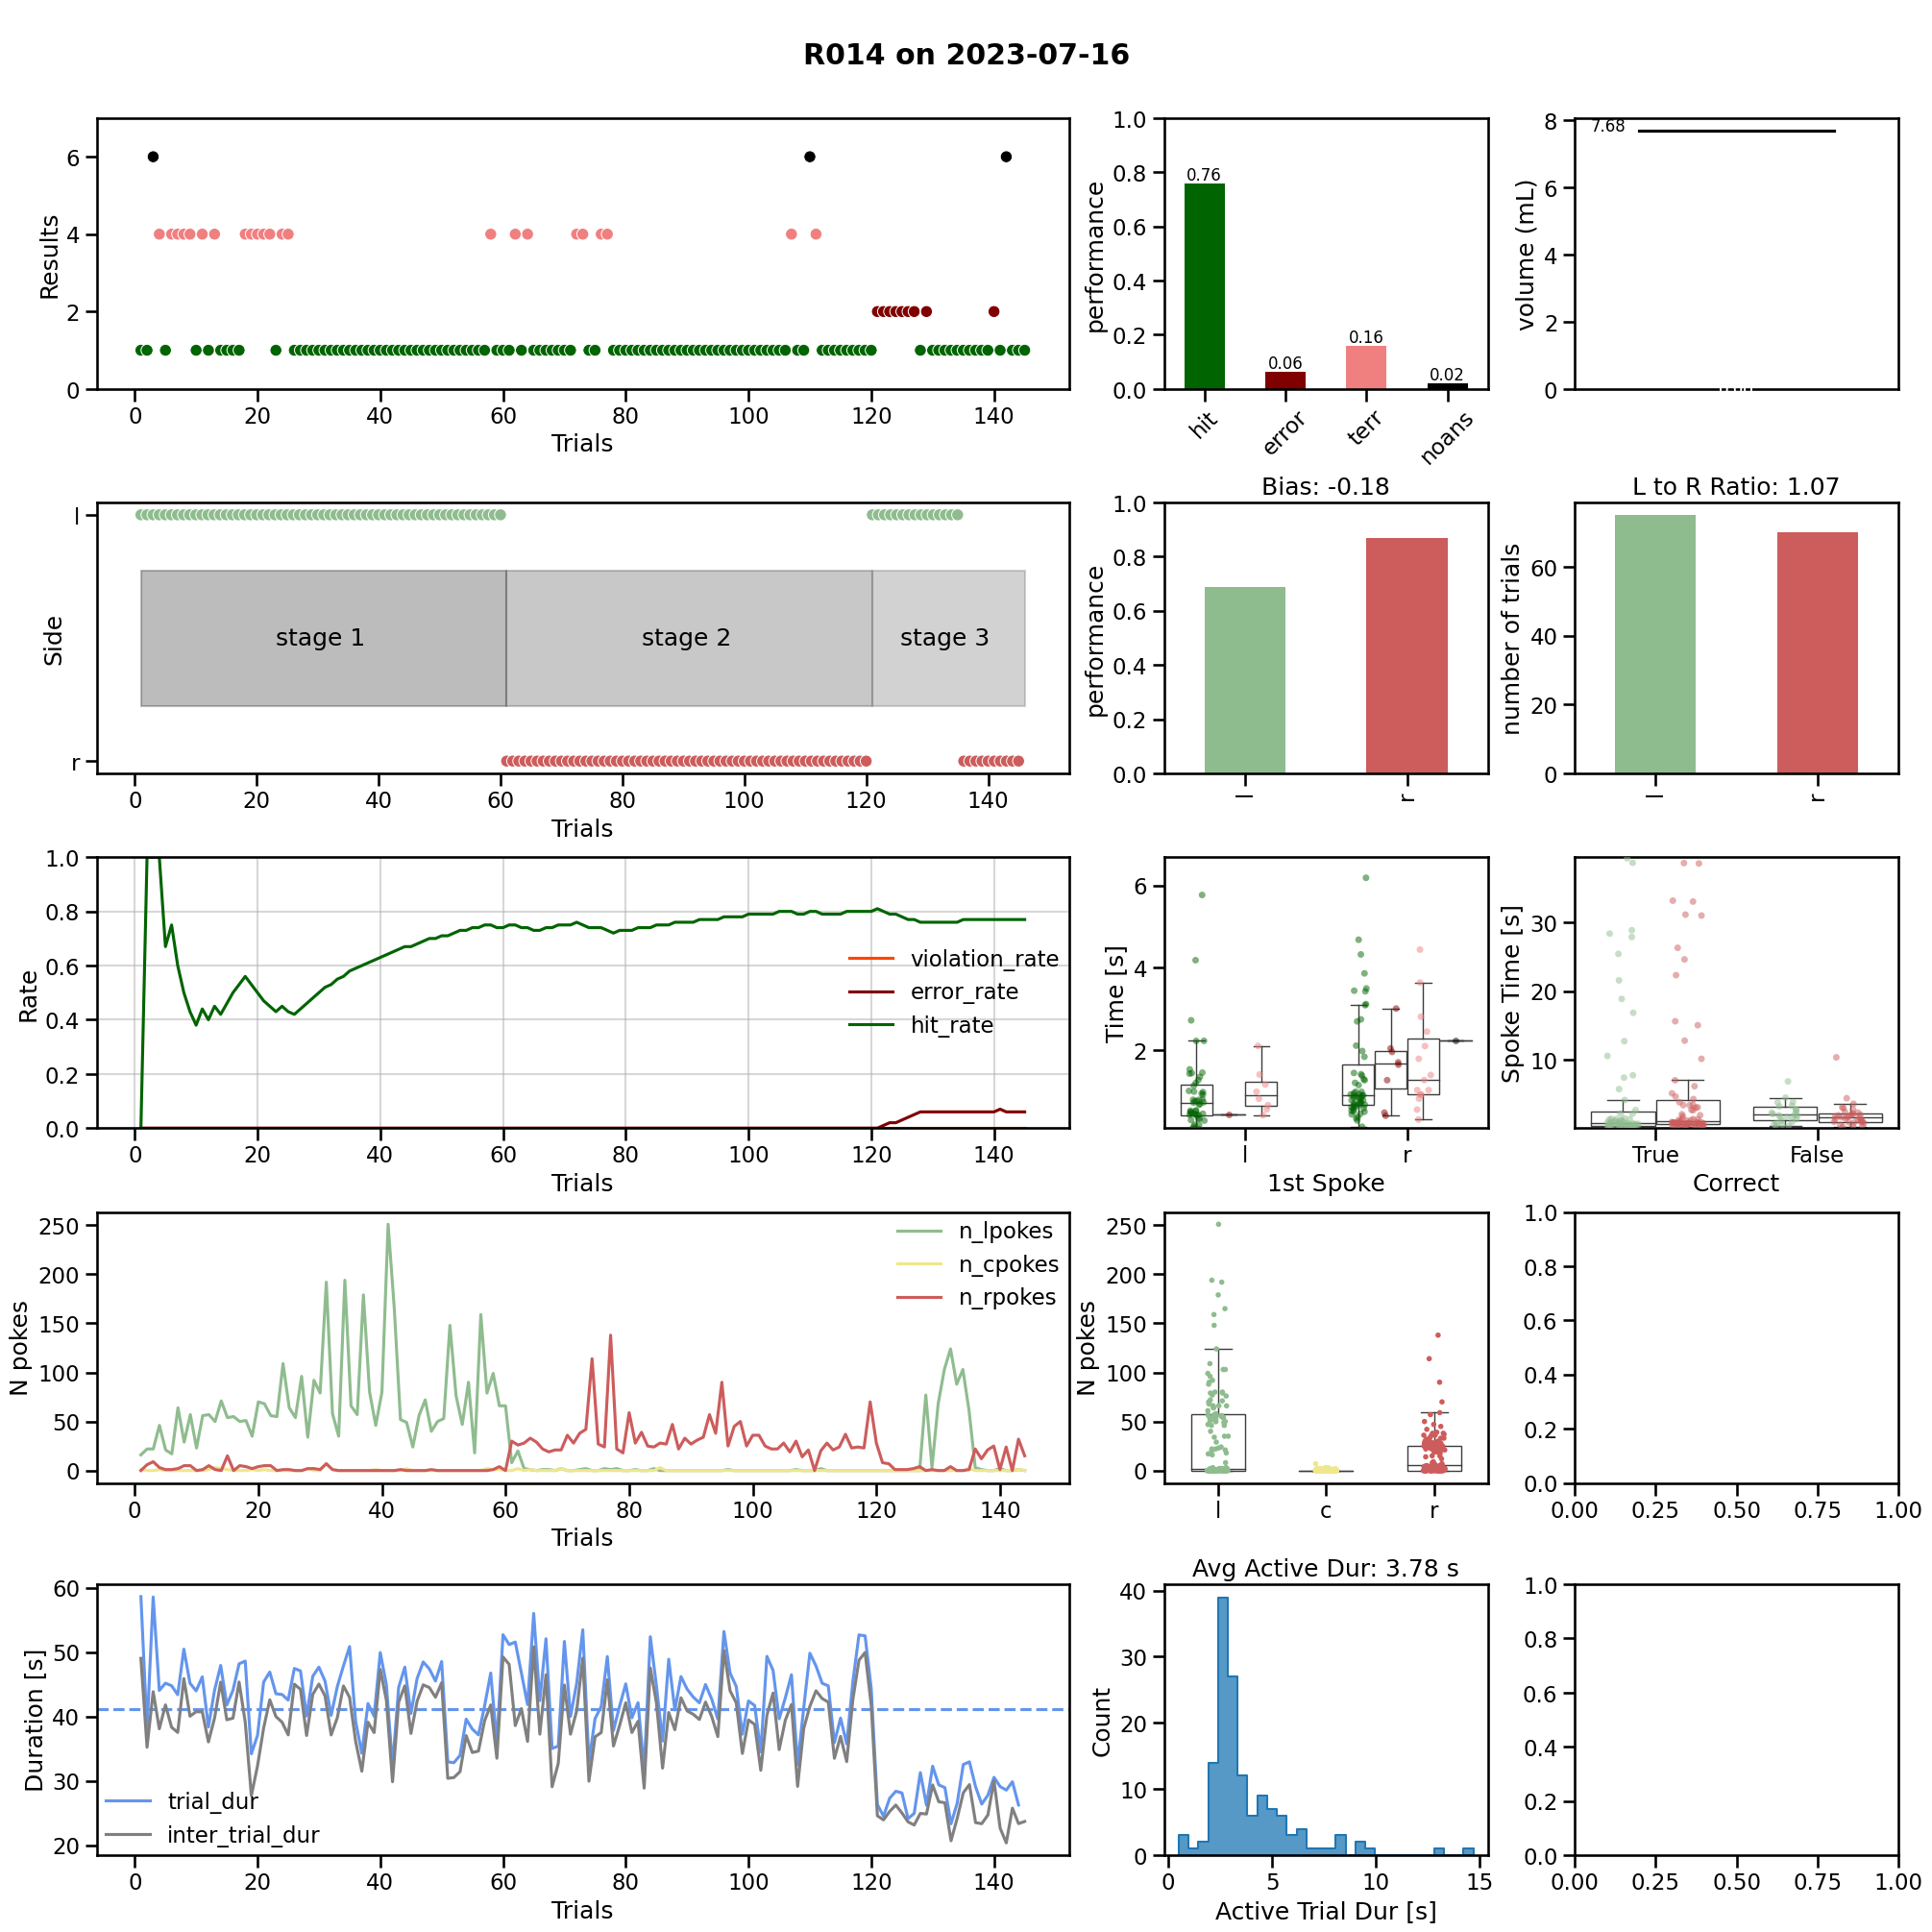 R014 on 2023-07-16
Results
6
4
2
0
0 20 40 60 80 100 120 140
Trials
performance
1.0
0.8
0.6
0.4
0.2
0.0
0.76
0.06
0.16
0.02
hit error terr noans
volume (mL)
8
6
4
2
0
7.68
Side
l
r
stage 1 stage 2 stage 3
0 20 40 60 80 100 120 140
Trials
Bias: -0.18
performance
1.0
0.8
0.6
0.4
0.2
0.0
l r
L to R Ratio: 1.07
number of trials
60
40
20
0
l r
Rate
1.0
0.8
0.6
0.4
0.2
0.0
violation_rate
error_rate
hit_rate
0 20 40 60 80 100 120 140
Trials
Time [s]
6
4
2
l r
1st Spoke
Spoke Time [s]
30
20
10
True False
Correct
N pokes
250
200
150
100
50
0
n_lpokes
n_cpokes
n_rpokes
0 20 40 60 80 100 120 140
Trials
N pokes
250
200
150
100
50
0
l c r
1.0
0.8
0.6
0.4
0.2
0.0
0.00 0.25 0.50 0.75 1.00
Duration [s]
60
50
40
30
20
trial_dur
inter_trial_dur
0 20 40 60 80 100 120 140
Trials
Avg Active Dur: 3.78 s
Count
40
30
20
10
0
0 5 10 15
Active Trial Dur [s]
1.0
0.8
0.6
0.4
0.2
0.0
0.00 0.25 0.50 0.75 1.00